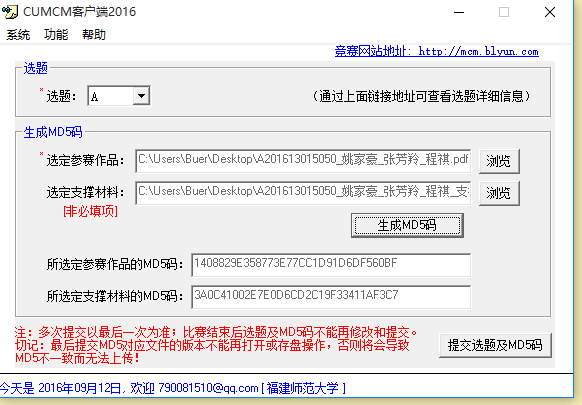 CUMCM客户端2016
系统 功能 帮助
竞赛网站地址: http://mcm.blyun.com
选题
*选题: A （通过上面链接地址可查看选题详细信息）
生成MD5码
*选定参赛作品: C:\Users\Buer\Desktop\A201613015050_姚家豪_张芳羚_程祺.pdf 浏览
选定支撑材料: C:\Users\Buer\Desktop\A201613015050_姚家豪_张芳羚_程祺_支 浏览
[非必填项]
生成MD5码
所选定参赛作品的MD5码: 1408829E358773E77CC1D91D6DF560BF
所选定支撑材料的MD5码: 3A0C41002E7E0D6CD2C19F33411AF3C7
注: 多次提交以最后一次为准; 比赛结束后选题及MD5码不能再修改和提交。
切记: 最后提交MD5对应文件的版本不能再打开或存盘操作, 否则将会导致
MD5不一致而无法上传!
提交选题及MD5码
今天是 2016年09月12日, 欢迎 790081510@qq.com [ 福建师范大学 ]